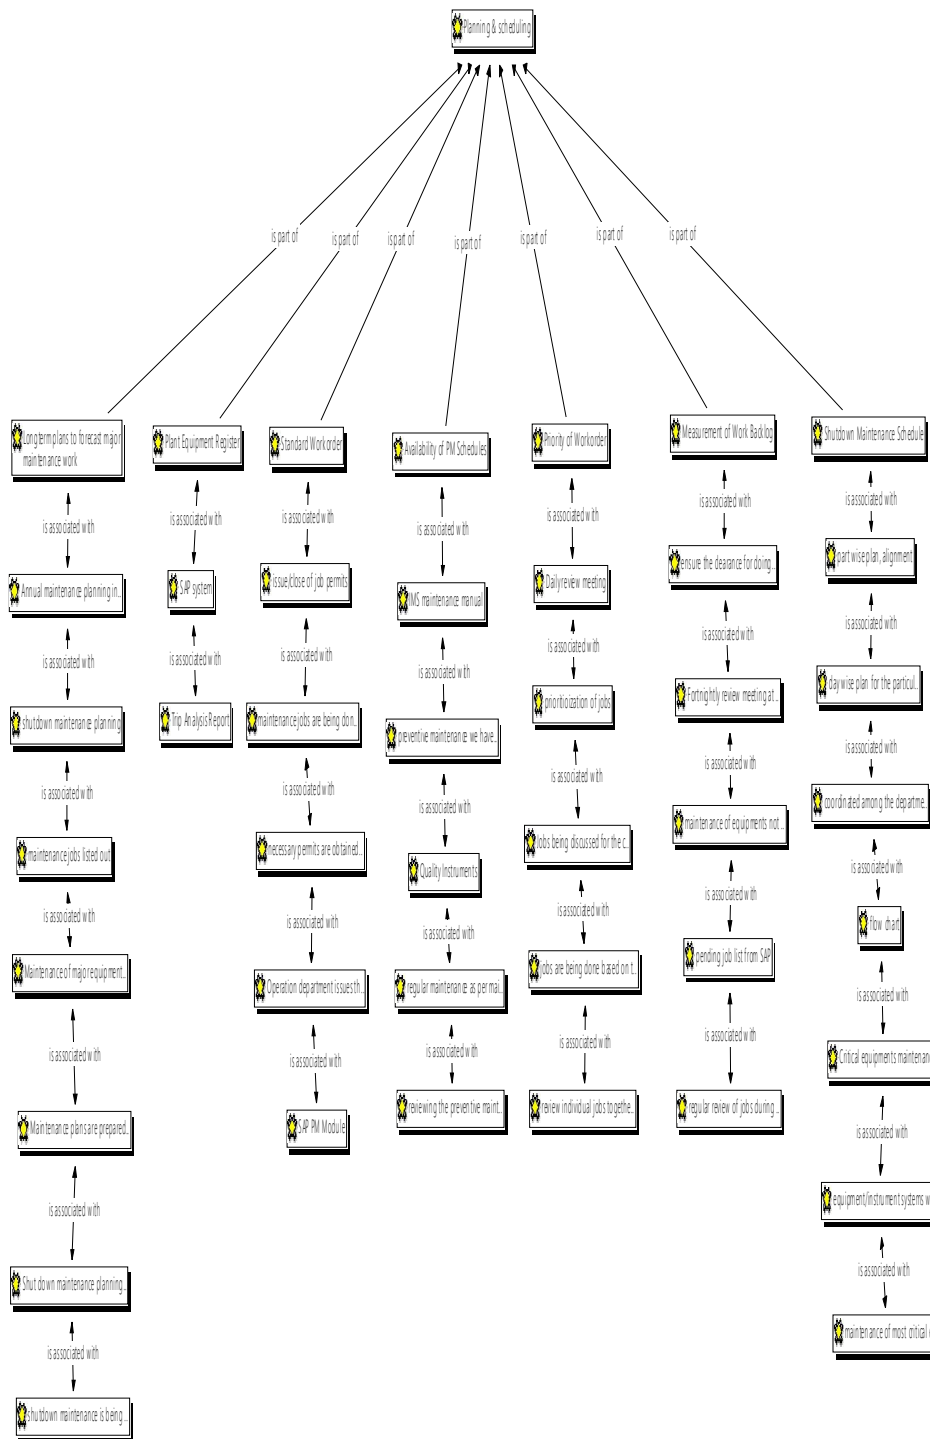 Planning & scheduling
is part of
is part of
is part of
is part of
is part of
is part of
is part of
Longterm plans to forecast major
maintenance work
Plant Equipment Register
Standard Workorder
Availability of PM Schedules
Priority of Workorder
Measurement of Work Backlog
Shutdown Maintenance Schedule
is associated with
is associated with
is associated with
is associated with
is associated with
is associated with
is associated with
Annual maintenance planning in...
SAP system
issue/close of job permits
IMS maintenance manual
Daily review meeting
ensure the clearance for doing...
part wise plan, alignment
is associated with
is associated with
is associated with
is associated with
is associated with
is associated with
is associated with
shutdown maintenance planning
Trip Analysis Report
maintenance jobs are being don...
preventive maintenance we have...
prioritioization of jobs
Fortnightly review meeting at...
day wise plan for the particul...
is associated with
is associated with
is associated with
is associated with
is associated with
is associated with
maintenance jobs listed out
necessary permits are obtained...
Quality Instruments
Jobs being discussed for the c...
maintenance of equipments not...
coordinated among the departme...
is associated with
is associated with
is associated with
is associated with
is associated with
is associated with
Maintenance of major equipment...
Operation department issues th...
regular maintenance as per mai...
jobs are being done based on t...
pending job list from SAP
flow chart
is associated with
is associated with
is associated with
is associated with
is associated with
is associated with
Maintenance plans are prepared...
SAP PM Module
reviewing the preventive maint...
review individual jobs togethe...
regular review of jobs during...
Critical equipments maintenanc
is associated with
is associated with
Shut down maintenance planning...
equipment/instrument systems w
is associated with
is associated with
shutdown maintenance is being...
maintenance of most critical